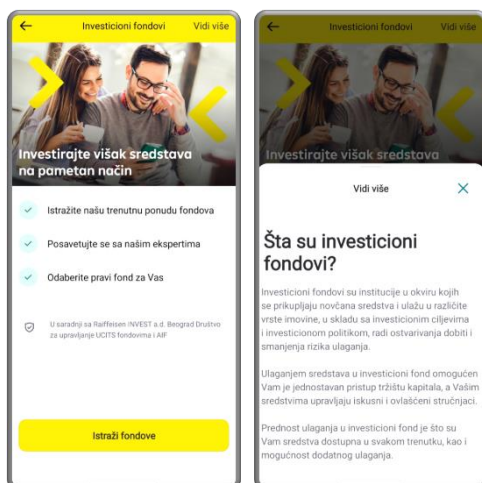 Investicioni fondovi Vidi više
Investirajte višak sredstava
na pametan način
Istražite našu trenutnu ponudu fondova
Posavetujte se sa našim ekspertima
Odaberite pravi fond za Vas
U saradnji sa Raiffeisen INVEST a.d. Beograd Društvo
za upravljanje UCITS fondovima i AIF
Istraži fondove
Investicioni fondovi Vidi više
Investirajte višak sredstava
Vidi više
Šta su investicioni
fondovi?
Investicioni fondovi su institucije u okviru kojih
se prikupljaju novčana sredstva i ulažu u različite
vrste imovine, u skladu sa investicionim ciljevima
i investicionom politikom, radi ostvarivanja dobiti i
smanjenja rizika ulaganja.
Ulaganjem sredstava u investicioni fond omogućen
Vam je jednostavan pristup tržištu kapitala, a Vašim
sredstvima upravljaju iskusni i ovlašćeni stručnjaci.
Prednost ulaganja u investicioni fond je što su
Vam sredstva dostupna u svakom trenutku, kao i
mogućnost dodatnog ulaganja.